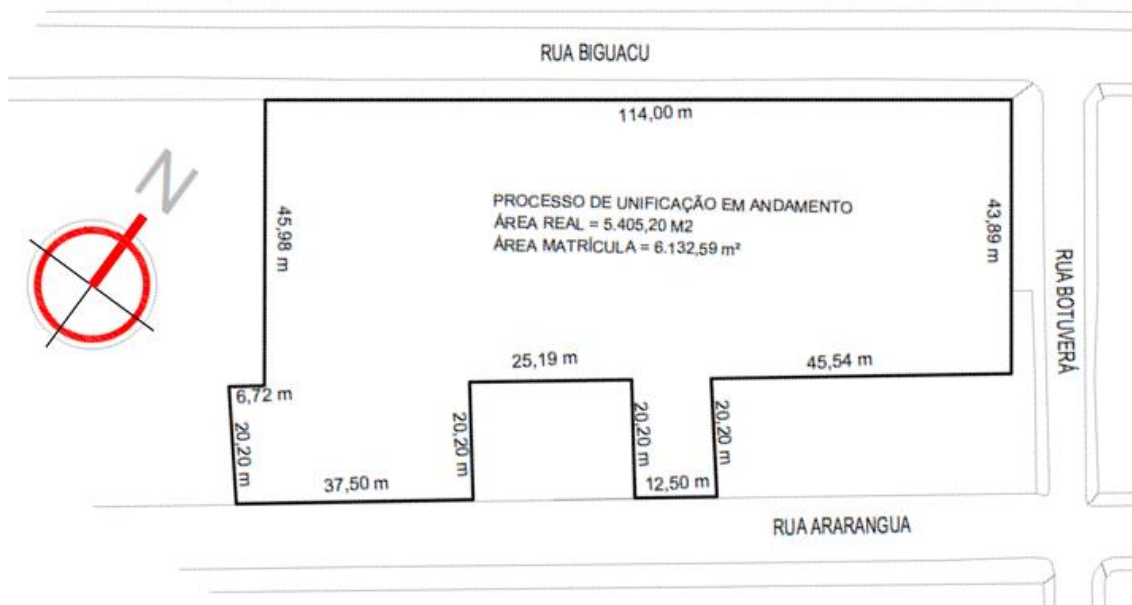 RUA BIGUACU
114,00 m
N
PROCESSO DE UNIFICAÇÃO EM ANDAMENTO
ÁREA REAL = 5.405,20 M2
ÁREA MATRÍCULA = 6.132,59 m²
45,98 m
43,89 m
RUA BOTUVERÁ
25,19 m
45,54 m
6,72 m
20,20 m
20,20 m
20,20 m
20,20 m
37,50 m
12,50 m
RUA ARARANGUA